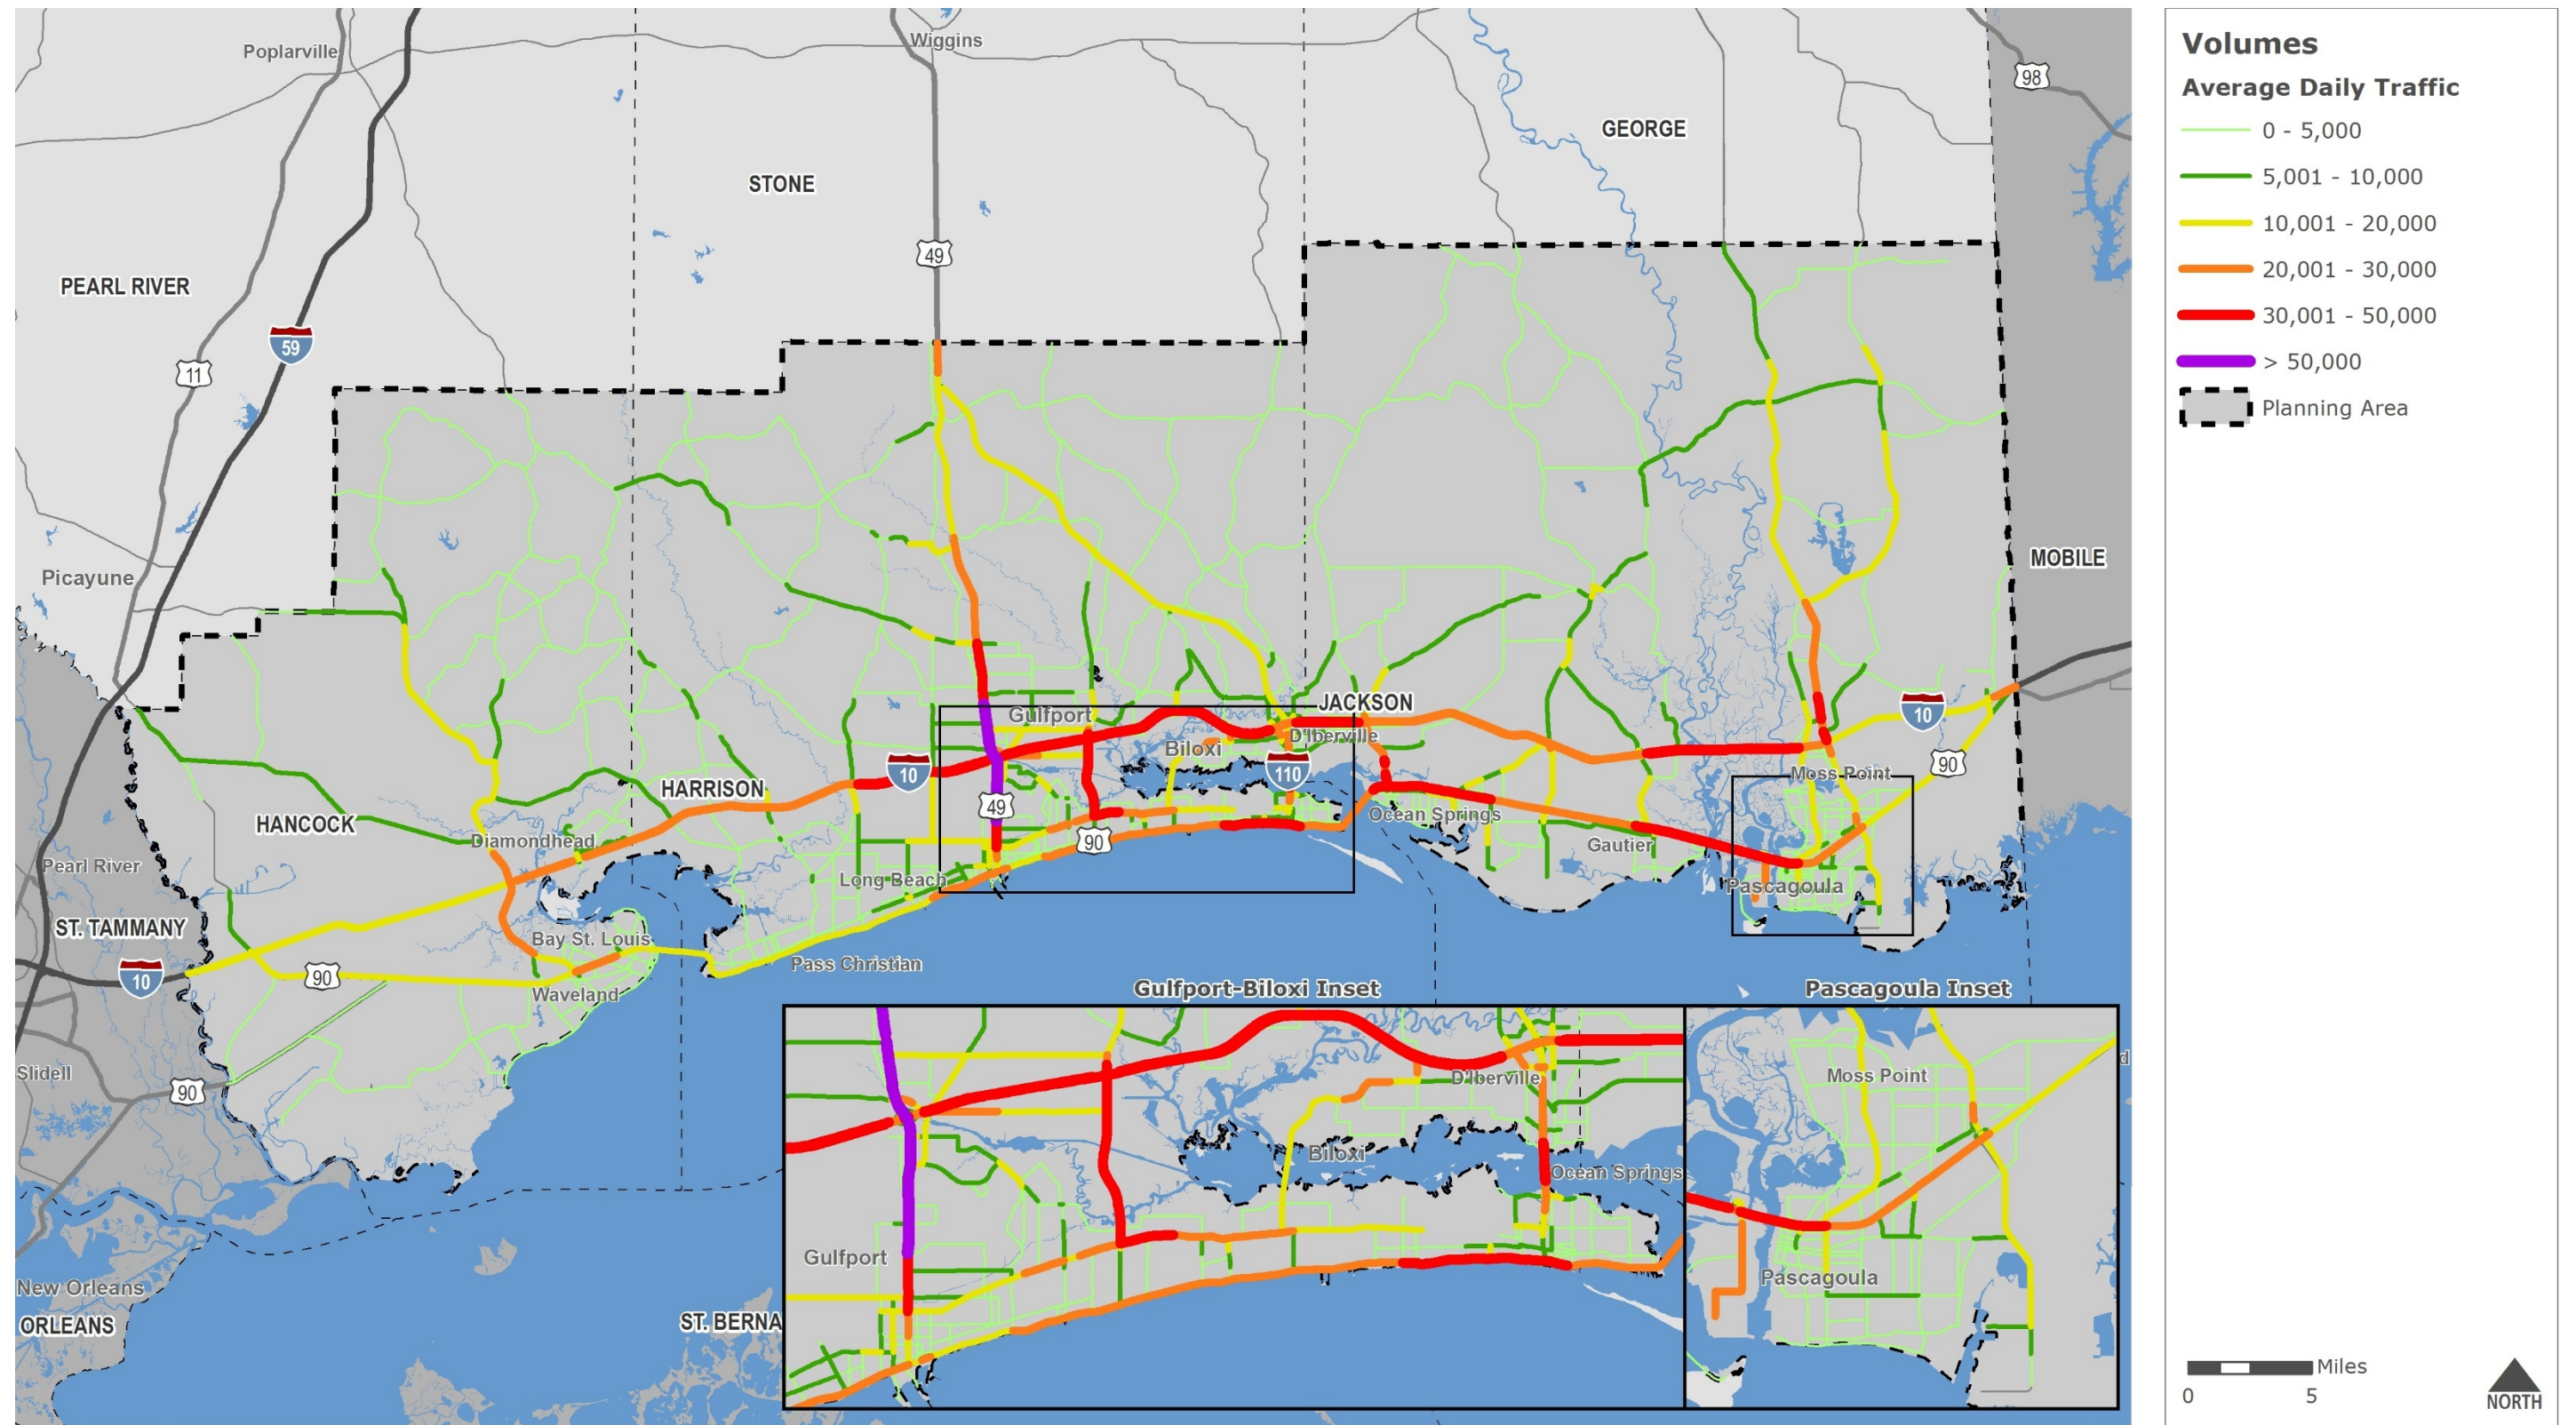 Poplarville
Wiggins
98
GEORGE
STONE
49
PEARL RIVER
59
11
Picayune
MOBILE
JACKSON
Gulfport
10
D'Iberville
Biloxi
90
110
10
Moss Point
HARRISON
49
Ocean Springs
HANCOCK
Diamondhead
90
Gautier
Pearl River
Long Beach
Pascagoula
ST. TAMMANY
Bay St. Louis
Pass Christian
10
90
Waveland
Slidell
90
New Orleans
ORLEANS
ST. BERNA
Gulfport-Biloxi Inset
D'Iberville
Biloxi
Ocean Springs
Gulfport
Pascagoula Inset
Moss Point
d
Pascagoula
Volumes
Average Daily Traffic
0 - 5,000
5,001 - 10,000
10,001 - 20,000
20,001 - 30,000
30,001 - 50,000
> 50,000
Planning Area
Miles
0 5
NORTH